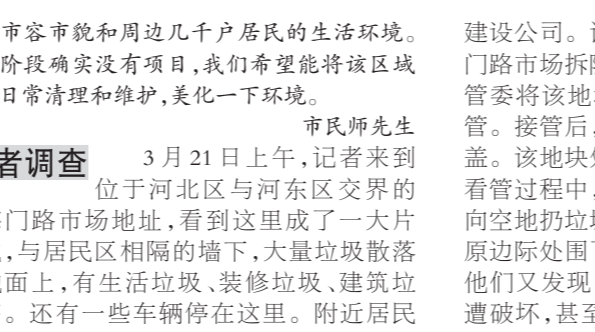 市容市貌和周边几千户居民的生活环境。
阶段确实没有项目,我们希望能将该区域
日常清理和维护,美化一下环境。
市民师先生
者调查
3月21日上午,记者来到
位于河北区与河东区交界的
门路市场地址,看到这里成了一大片
,与居民区相隔的墙下,大量垃圾散落
面上,有生活垃圾、装修垃圾、建筑垃
。还有一些车辆停在这里。附近居民
建设公司。
门路市场拆
管委将该地
管。接管后,
盖。该地块
看管过程中,
向空地扔垃
原边际处围
他们又发现
遭破坏,甚至